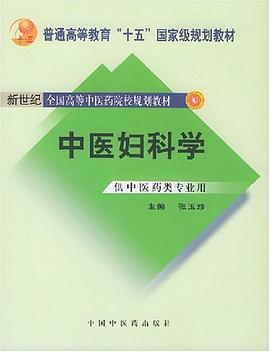 普通高等教育“十五”国家级规划教材
新世纪 全国高等中医药院校规划教材
中医妇科学
供中医药类专业用
主编 张玉珍
中国中医药出版社